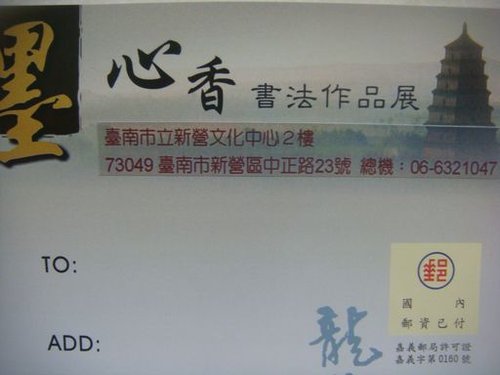 墨
心香 書法作品展
臺南市立新營文化中心2樓
73049 臺南市新營區中正路23號 總機：06-6321047
TO:
郵
國 內
郵資已付
ADD:
龍
嘉義郵局許可證
嘉義字第0160號